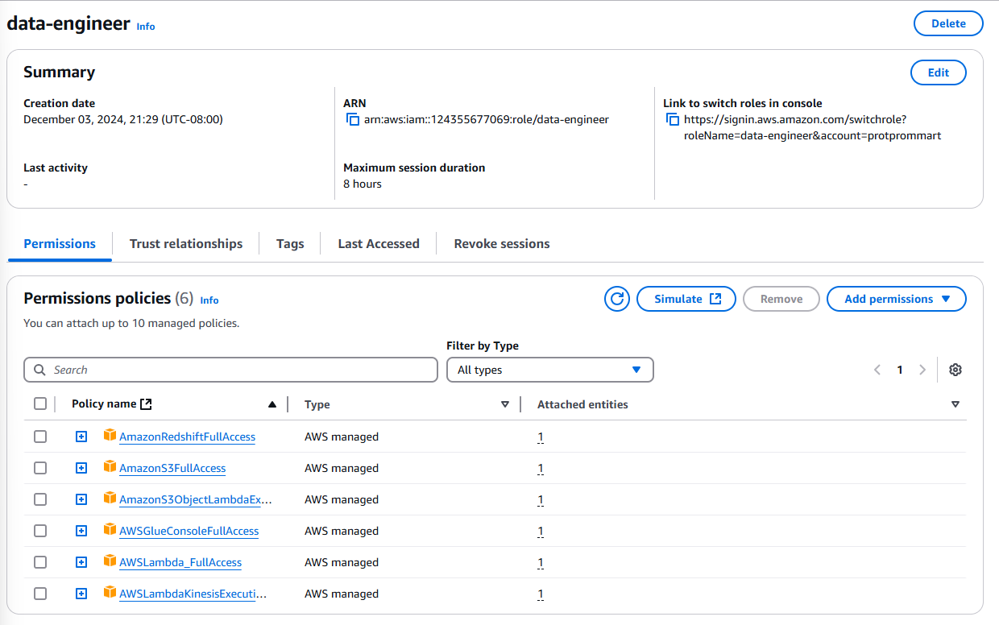 data-engineer Info
Delete
Summary
Edit
Creation date
December 03, 2024, 21:29 (UTC-08:00)
ARN
arn:aws:iam::124355677069:role/data-engineer
Link to switch roles in console
https://signin.aws.amazon.com/switchrole?
roleName=data-engineer&account=protprommart
Last activity
-
Maximum session duration
8 hours
Permissions
Trust relationships
Tags
Last Accessed
Revoke sessions
Permissions policies (6) Info
You can attach up to 10 managed policies.
Simulate
Remove
Add permissions
Search
Filter by Type
All types
1
Policy name
Type
Attached entities
AmazonRedshiftFullAccess AWS managed 1
AmazonS3FullAccess AWS managed 1
AmazonS3ObjectLambdaEx... AWS managed 1
AWSGlueConsoleFullAccess AWS managed 1
AWSLambda_FullAccess AWS managed 1
AWSLambdaKinesisExecuti... AWS managed 1